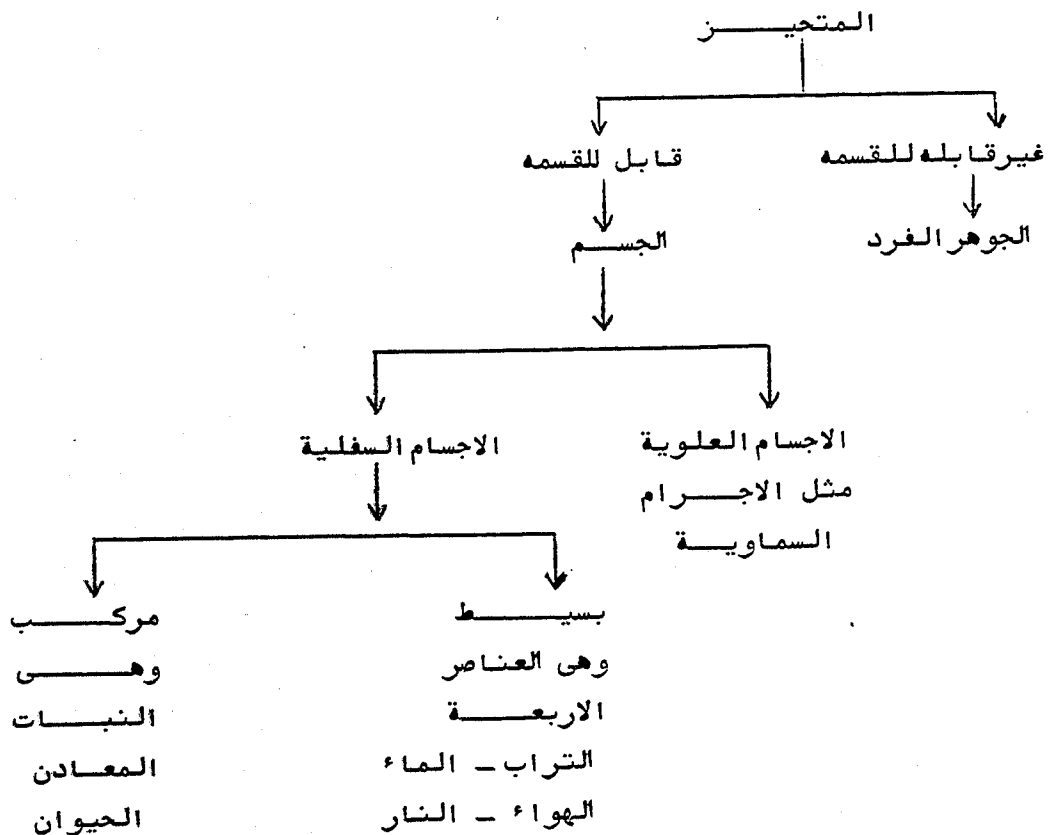 المتحيز
غيرقابله للقسمه
قابل للقسمه
الجوهر الفرد
الجسم
الاجسام العلوية
مثل الاجرام
السماوية
الاجسام السفلية
بسيط
وهى العناصر
الاربعة
التراب - الماء
الهواء - النار
مركب
وهى
النبات
المعادن
الحيوان